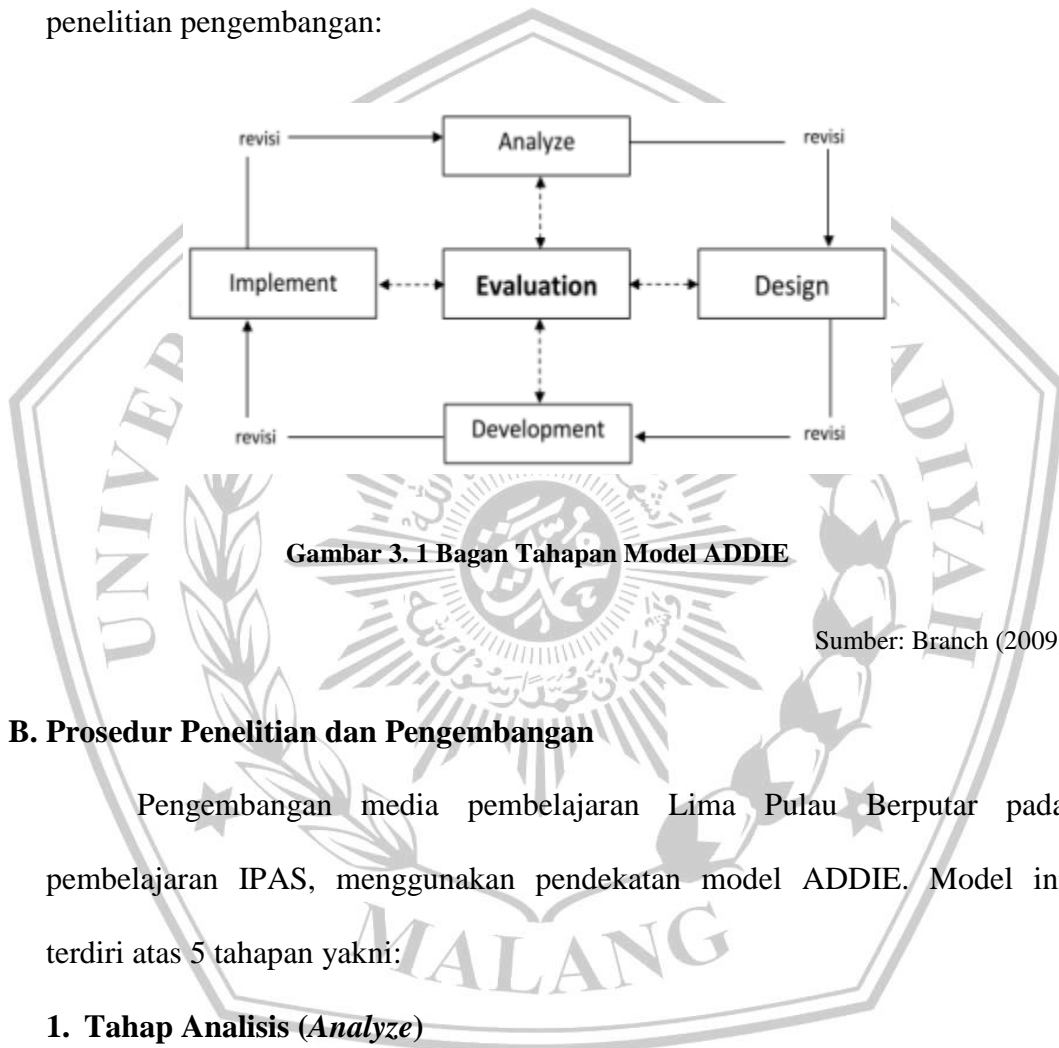 penelitian pengembangan:
revisi
Analyze
revisi
Implement
Evaluation
Design
revisi
Development
revisi
Gambar 3. 1 Bagan Tahapan Model ADDIE
Sumber: Branch (2009
B. Prosedur Penelitian dan Pengembangan
Pengembangan media pembelajaran Lima Pulau Berputar pada
pembelajaran IPAS, menggunakan pendekatan model ADDIE. Model in
terdiri atas 5 tahapan yakni:
MALANG
1. Tahap Analisis (Analyze)